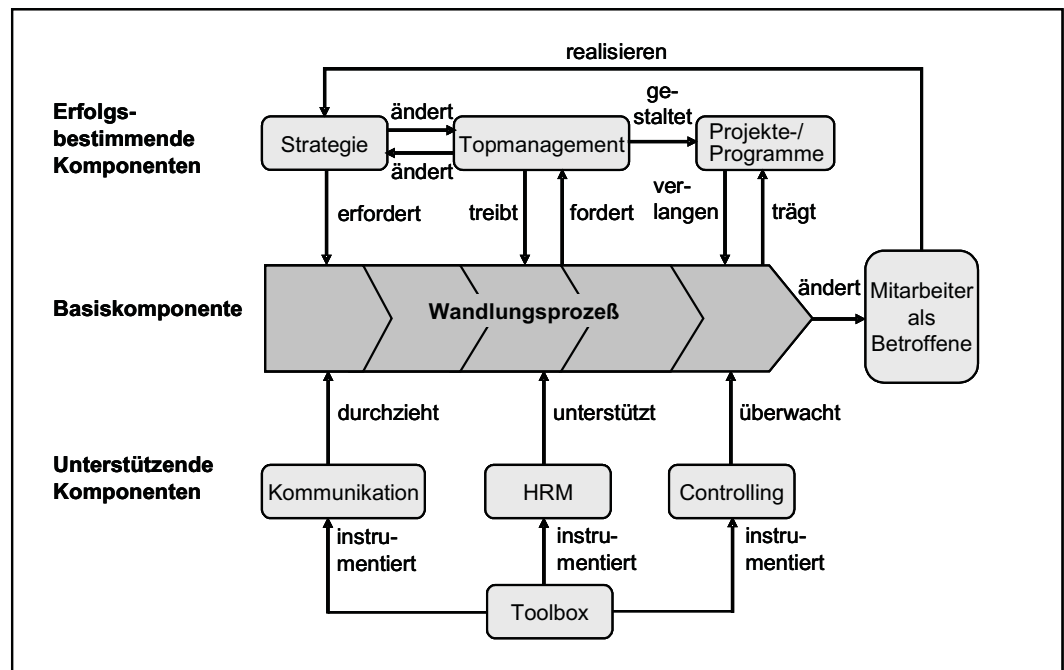 realisieren
Erfolgs-
bestimmende
Komponenten
Strategie
ändert
ändert
Topmanagement
ge-
staltet
Projekte-/
Programme
erfordert
treibt
fordert
ver-
langen
trägt
Basiskomponente
Wandlungsprozeß
ändert
Mitarbeiter
als
Betroffene
durchzieht
unterstützt
überwacht
Unterstützende
Komponenten
Kommunikation
HRM
Controlling
instru-
mentiert
instru-
mentiert
instru-
mentiert
Toolbox